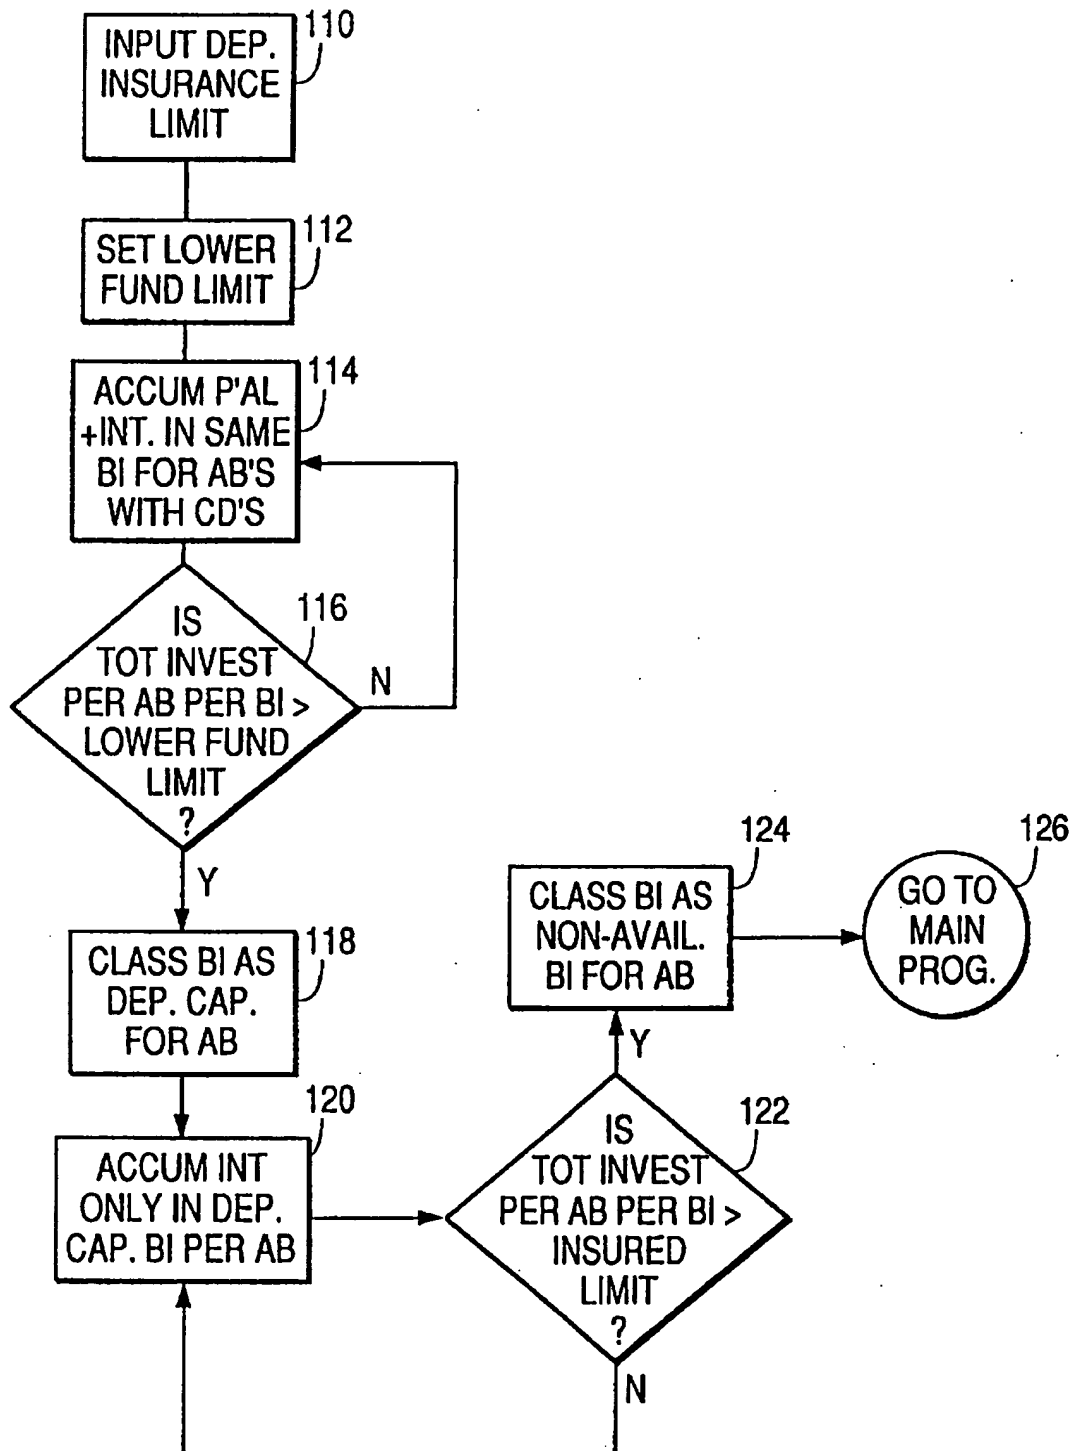 110
INPUT DEP.
INSURANCE
LIMIT
112
SET LOWER
FUND LIMIT
114
ACCUM P'AL
+INT. IN SAME
BI FOR AB'S
WITH CD'S
116
IS
TOT INVEST
PER AB PER BI >
LOWER FUND
LIMIT
?
N
Y
118
CLASS BI AS
DEP. CAP.
FOR AB
120
ACCUM INT
ONLY IN DEP.
CAP. BI PER AB
122
IS
TOT INVEST
PER AB PER BI >
INSURED
LIMIT
?
N
Y
124
CLASS BI AS
NON-AVAIL.
BI FOR AB
126
GO TO
MAIN
PROG.